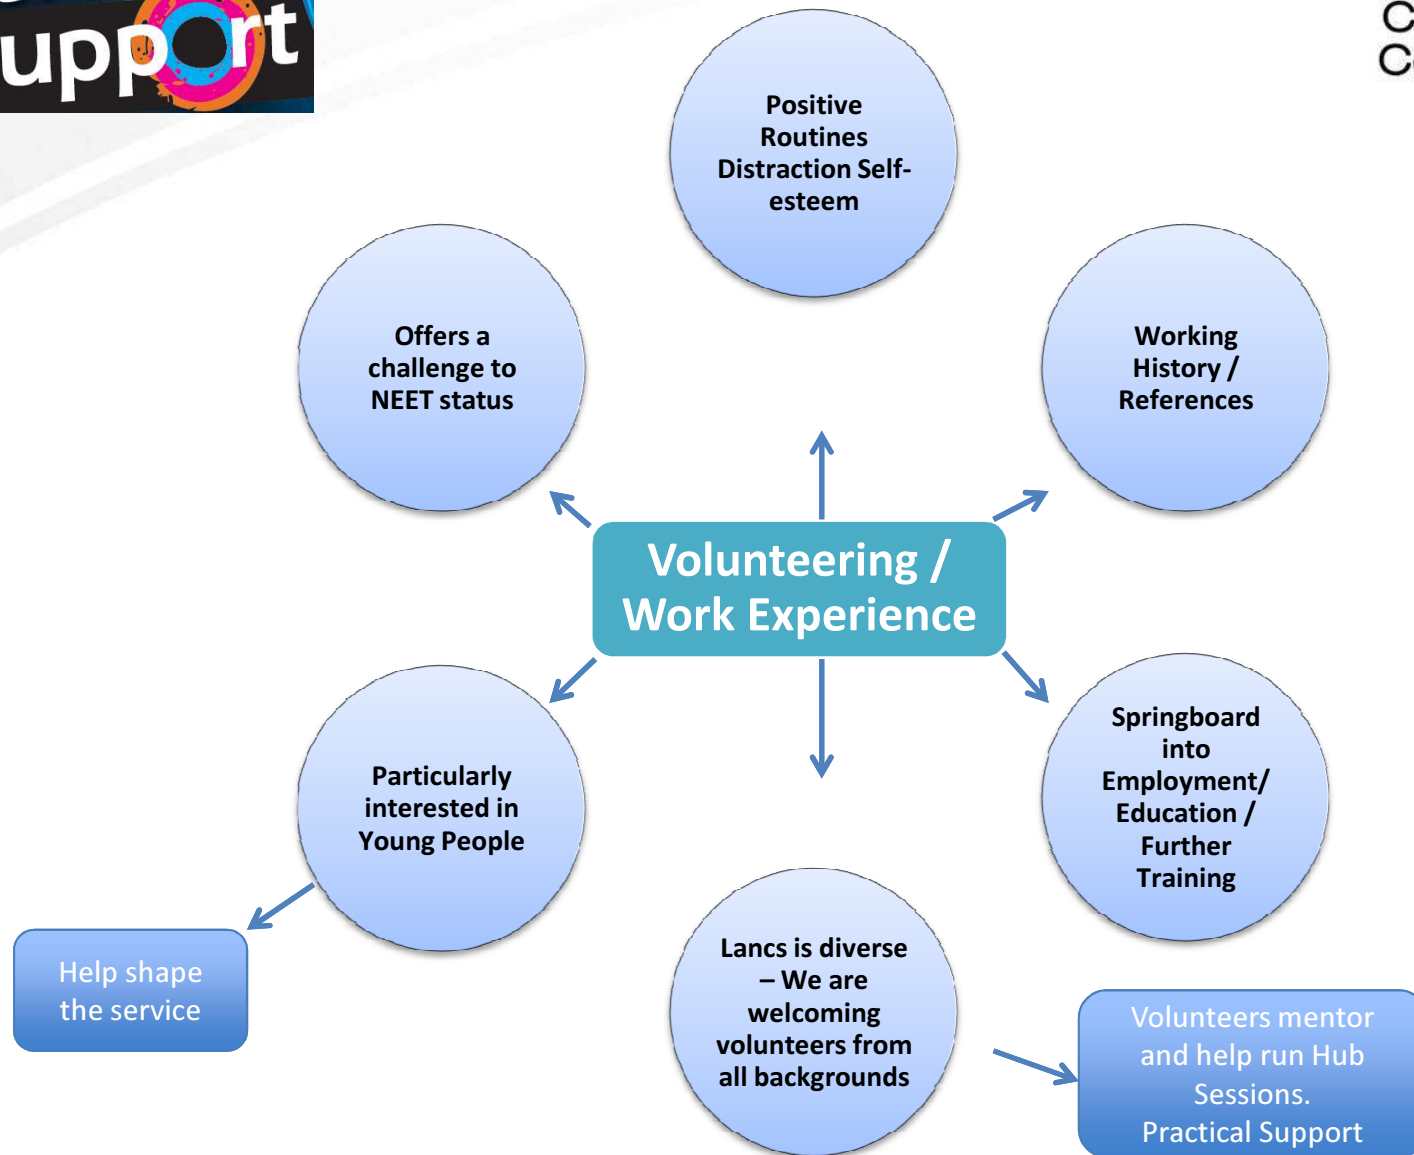 upport
Positive
Routines
Distraction Self-
esteem
Offers a
challenge to
NEET status
Working
History /
References
Volunteering /
Work Experience
Particularly
interested in
Young People
Springboard
into
Employment/
Education /
Further
Training
Help shape
the service
Lancs is diverse
– We are
welcoming
volunteers from
all backgrounds
Volunteers mentor
and help run Hub
Sessions.
Practical Support